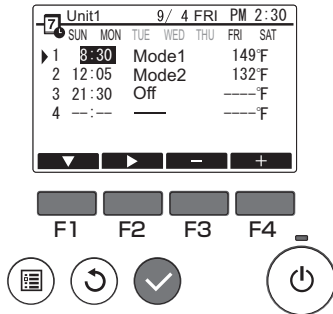 7 Unit1 9/ 4 FRI PM 2:30
SUN MON TUE WED THU FRI SAT
1 8:30 Mode1 149°F
2 12:05 Mode2 132°F
3 21:30 Off ----°F
4 --:-- ----°F
▼ ▶ − +
F1 F2 F3 F4